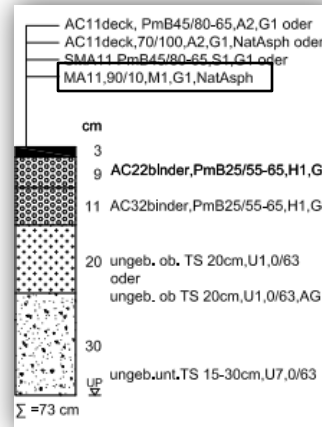 AC11deck, PmB45/80-65,A2,G1 oder
AC11deck,70/100,A2,G1,NatAsph oder
SMA11,PmB45/80-65,S1,G1 oder
MA11,90/10,M1,G1,NatAsph
cm
3
9 AC22binder,PmB25/55-65,H1,G
11 AC32binder,PmB25/55-65,H1,G
20 ungeb. ob. TS 20cm,U1,0/63
oder
ungeb. ob TS 20cm,U1,0/63,AG
30
UP ungeb.unt.TS 15-30cm,U7,0/63
∑ =73 cm